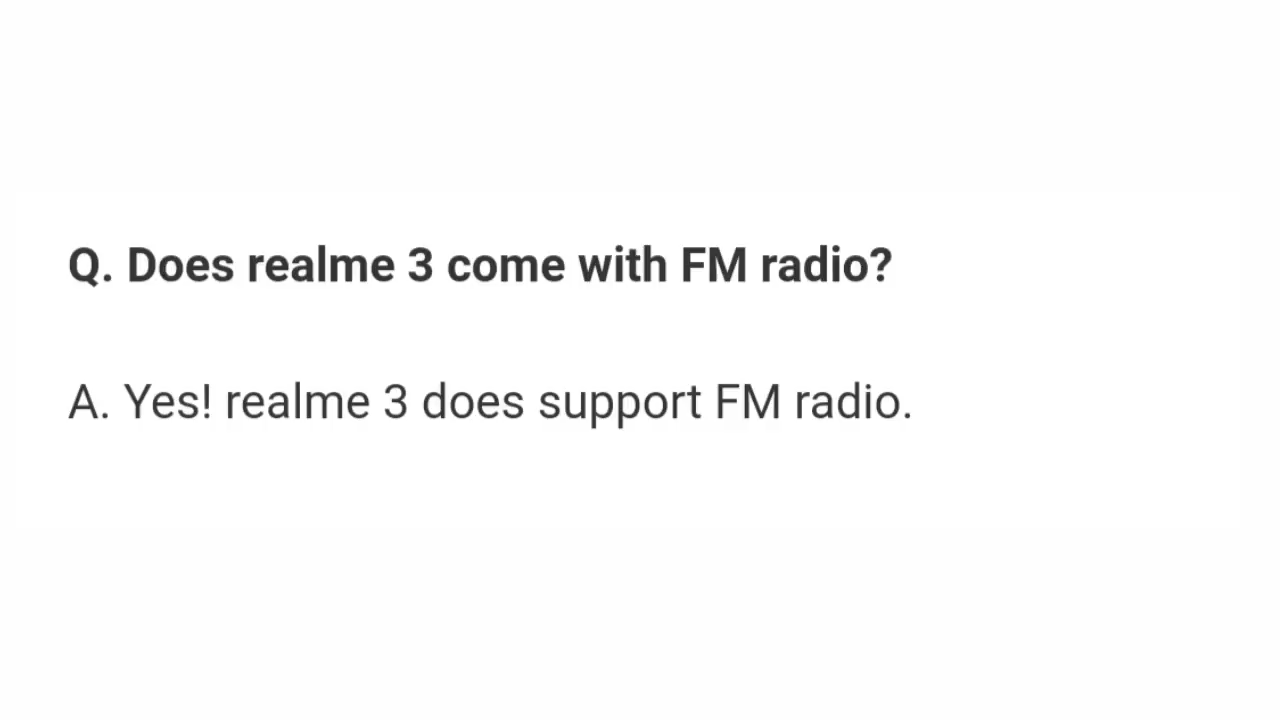 Q. Does realme 3 come with FM radio?
A. Yes! realme 3 does support FM radio.